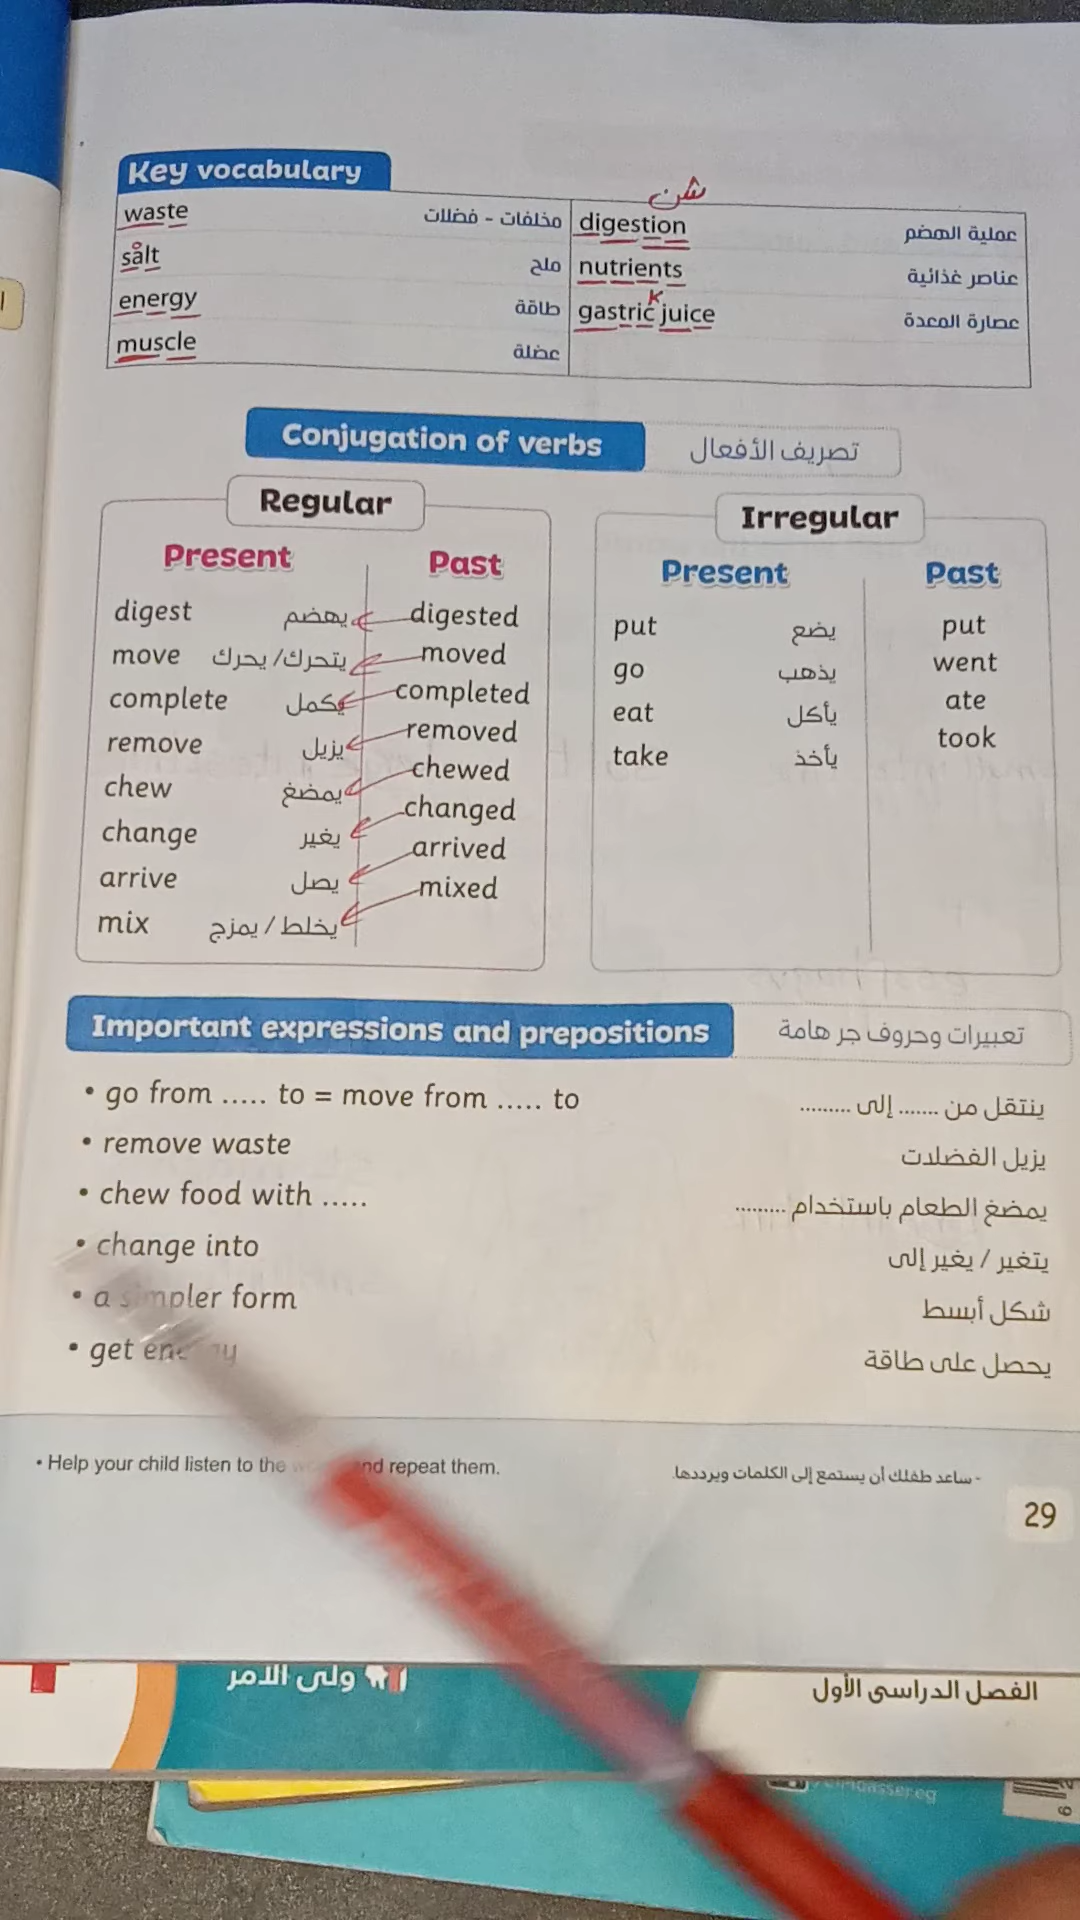 Key vocabulary
شن
waste مخلفات - فضلات digestion عملية الهضم
salt ملح nutrients عناصر غذائية
K
energy طاقة gastric juice عصارة المعدة
muscle عضلة
Conjugation of verbs تصريف الأفعال
Regular
Present Past
digest يهضم digested
move يتحرك/ يحرك moved
complete يكمل completed
remove يزيل removed
chew يمضغ chewed
change يغير changed
arrive يصل arrived
mix يخلط / يمزج mixed
Irregular
Present Past
put يضع put
go يذهب went
eat يأكل ate
take يأخذ took
Important expressions and prepositions تعبيرات وحروف جر هامة
• go from ..... to = move from ..... to ينتقل من ....... إلى .........
• remove waste يزيل الفضلات
• chew food with ..... يمضغ الطعام باستخدام .........
• change into يتغير / يغير إلى
• a simpler form شكل أبسط
• get energy يحصل على طاقة
• Help your child listen to the and repeat them. - ساعد طفلك أن يستمع إلى الكلمات ويرددها.
29
ولى الامر
الفصل الدراسى الأول